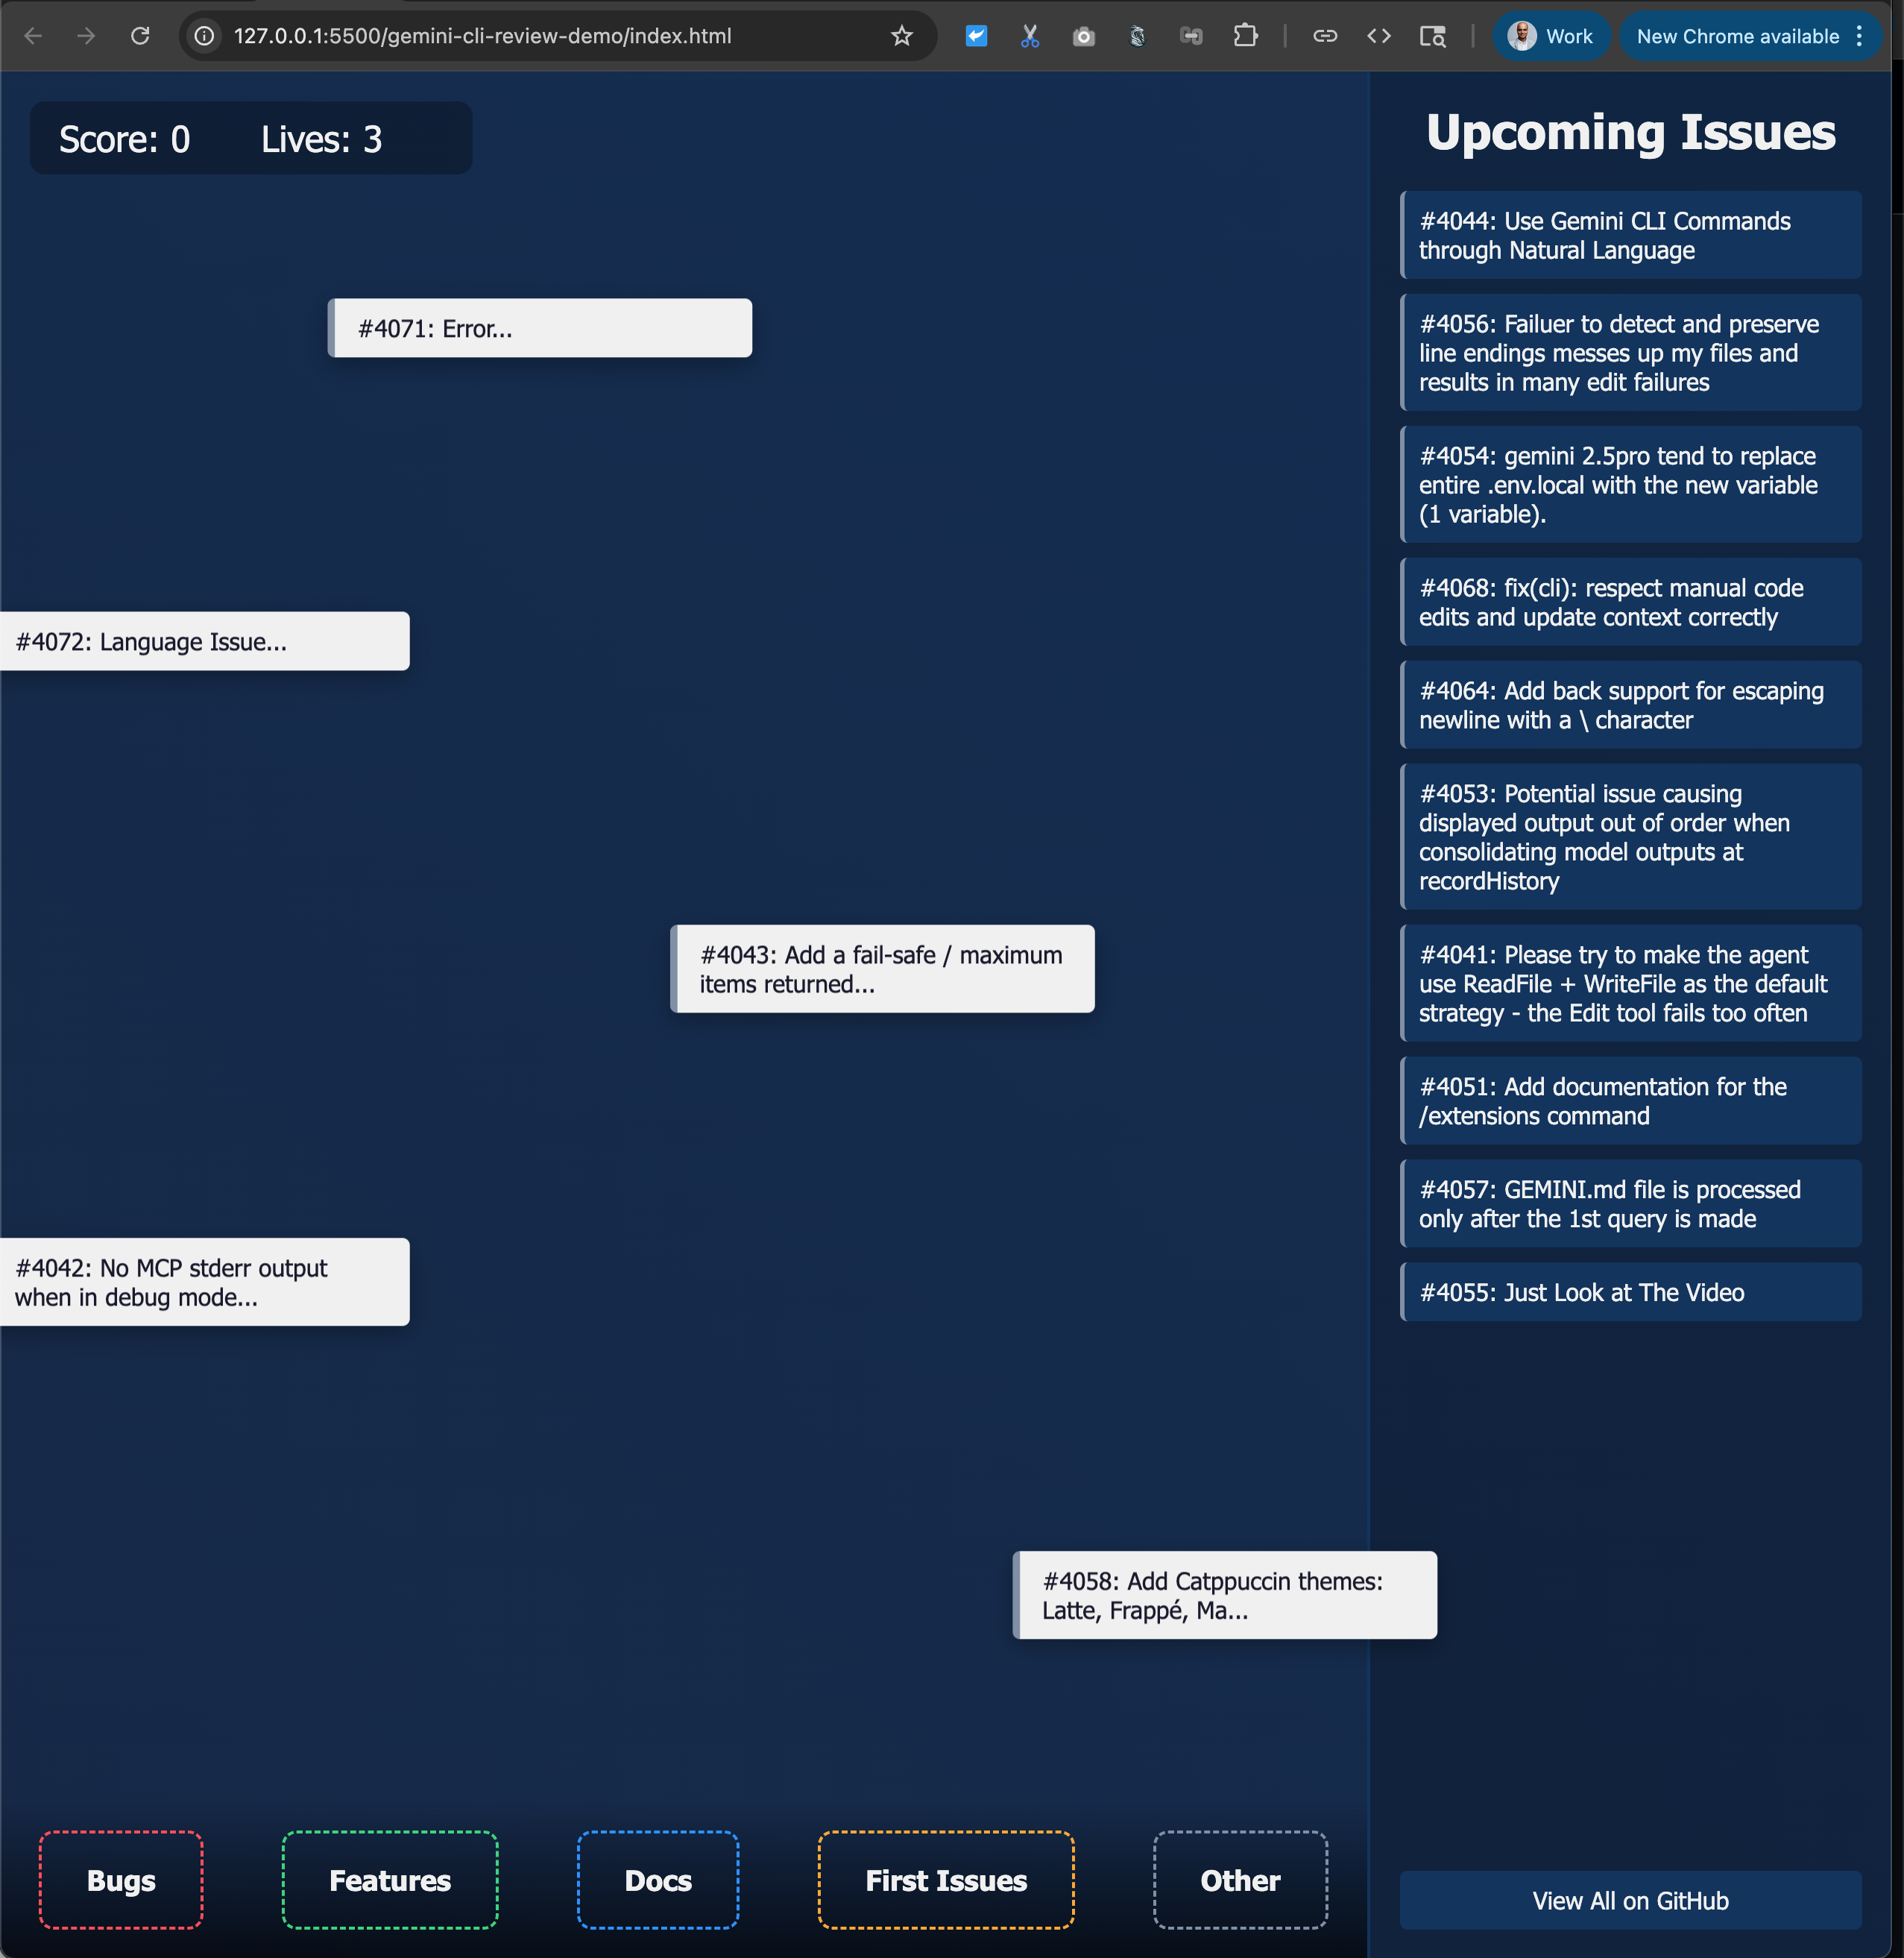 127.0.0.1:5500/gemini-cli-review-demo/index.html
Work
New Chrome available
Score: 0
Lives: 3
#4071: Error...
#4072: Language Issue...
#4043: Add a fail-safe / maximum
items returned...
#4042: No MCP stderr output
when in debug mode...
#4058: Add Catppuccin themes:
Latte, Frappé, Ma...
Bugs
Features
Docs
First Issues
Other
Upcoming Issues
#4044: Use Gemini CLI Commands
through Natural Language
#4056: Failuer to detect and preserve
line endings messes up my files and
results in many edit failures
#4054: gemini 2.5pro tend to replace
entire .env.local with the new variable
(1 variable).
#4068: fix(cli): respect manual code
edits and update context correctly
#4064: Add back support for escaping
newline with a \ character
#4053: Potential issue causing
displayed output out of order when
consolidating model outputs at
recordHistory
#4041: Please try to make the agent
use ReadFile + WriteFile as the default
strategy - the Edit tool fails too often
#4051: Add documentation for the
/extensions command
#4057: GEMINI.md file is processed
only after the 1st query is made
#4055: Just Look at The Video
View All on GitHub